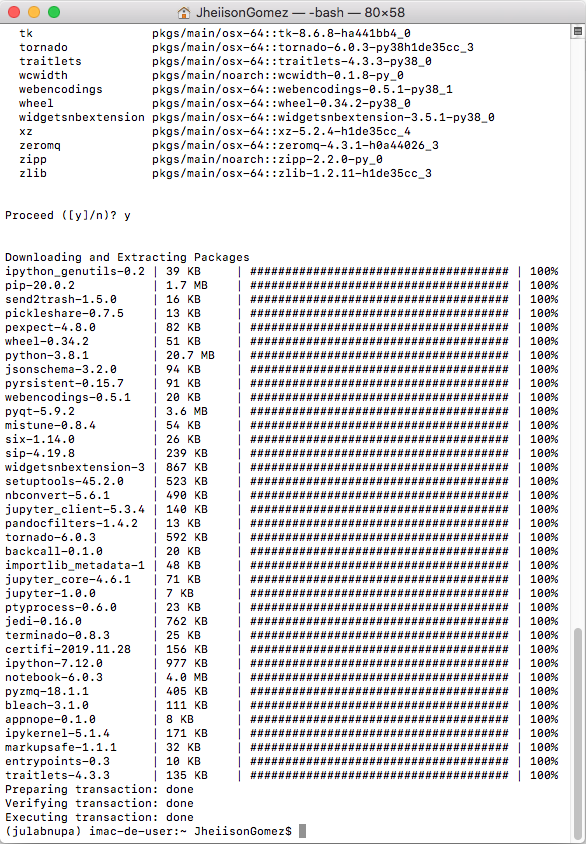 JheiisonGomez — -bash — 80×58
tk pkgs/main/osx-64::tk-8.6.8-ha441bb4_0
tornado pkgs/main/osx-64::tornado-6.0.3-py38h1de35cc_3
traitlets pkgs/main/osx-64::traitlets-4.3.3-py38_0
wcwidth pkgs/main/noarch::wcwidth-0.1.8-py_0
webencodings pkgs/main/osx-64::webencodings-0.5.1-py38_1
wheel pkgs/main/osx-64::wheel-0.34.2-py38_0
widgetsnbextension pkgs/main/osx-64::widgetsnbextension-3.5.1-py38_0
xz pkgs/main/osx-64::xz-5.2.4-h1de35cc_4
zeromq pkgs/main/osx-64::zeromq-4.3.1-h0a44026_3
zipp pkgs/main/noarch::zipp-2.2.0-py_0
zlib pkgs/main/osx-64::zlib-1.2.11-h1de35cc_3
Proceed ([y]/n)? y
Downloading and Extracting Packages
ipython_genutils-0.2 | 39 KB | ##################################### | 100%
pip-20.0.2 | 1.7 MB | ##################################### | 100%
send2trash-1.5.0 | 16 KB | ##################################### | 100%
pickleshare-0.7.5 | 13 KB | ##################################### | 100%
pexpect-4.8.0 | 82 KB | ##################################### | 100%
wheel-0.34.2 | 51 KB | ##################################### | 100%
python-3.8.1 | 20.7 MB | ##################################### | 100%
jsonschema-3.2.0 | 94 KB | ##################################### | 100%
pyrsistent-0.15.7 | 91 KB | ##################################### | 100%
webencodings-0.5.1 | 20 KB | ##################################### | 100%
pyqt-5.9.2 | 3.6 MB | ##################################### | 100%
mistune-0.8.4 | 54 KB | ##################################### | 100%
six-1.14.0 | 26 KB | ##################################### | 100%
sip-4.19.8 | 239 KB | ##################################### | 100%
widgetsnbextension-3 | 867 KB | ##################################### | 100%
setuptools-45.2.0 | 523 KB | ##################################### | 100%
nbconvert-5.6.1 | 490 KB | ##################################### | 100%
jupyter_client-5.3.4 | 140 KB | ##################################### | 100%
pandocfilters-1.4.2 | 13 KB | ##################################### | 100%
tornado-6.0.3 | 592 KB | ##################################### | 100%
backcall-0.1.0 | 20 KB | ##################################### | 100%
importlib_metadata-1 | 48 KB | ##################################### | 100%
jupyter_core-4.6.1 | 71 KB | ##################################### | 100%
jupyter-1.0.0 | 7 KB | ##################################### | 100%
ptyprocess-0.6.0 | 23 KB | ##################################### | 100%
jedi-0.16.0 | 762 KB | ##################################### | 100%
terminado-0.8.3 | 25 KB | ##################################### | 100%
certifi-2019.11.28 | 156 KB | ##################################### | 100%
ipython-7.12.0 | 977 KB | ##################################### | 100%
notebook-6.0.3 | 4.0 MB | ##################################### | 100%
pyzmq-18.1.1 | 405 KB | ##################################### | 100%
bleach-3.1.0 | 111 KB | ##################################### | 100%
appnope-0.1.0 | 8 KB | ##################################### | 100%
ipykernel-5.1.4 | 171 KB | ##################################### | 100%
markupsafe-1.1.1 | 32 KB | ##################################### | 100%
entrypoints-0.3 | 10 KB | ##################################### | 100%
traitlets-4.3.3 | 135 KB | ##################################### | 100%
Preparing transaction: done
Verifying transaction: done
Executing transaction: done
(julabnupa) imac-de-user:~ JheiisonGomez$